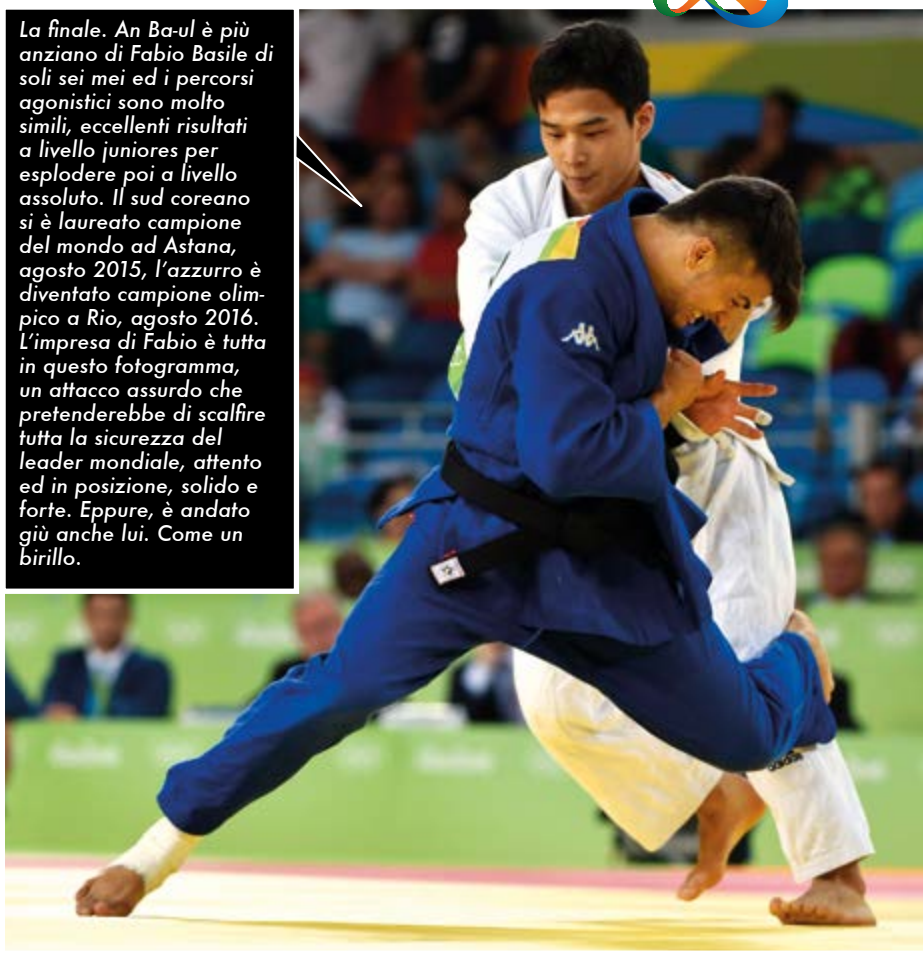 La finale. An Ba-ul è più
anziano di Fabio Basile di
soli sei mei ed i percorsi
agonistici sono molto
simili, eccellenti risultati
a livello juniores per
esplodere poi a livello
assoluto. Il sud coreano
si è laureato campione
del mondo ad Astana,
agosto 2015, l'azzurro è
diventato campione olim-
pico a Rio, agosto 2016.
L'impresa di Fabio è tutta
in questo fotogramma,
un attacco assurdo che
pretenderebbe di scalfire
tutta la sicurezza del
leader mondiale, attento
ed in posizione, solido e
forte. Eppure, è andato
giù anche lui. Come un
birillo.
adidas